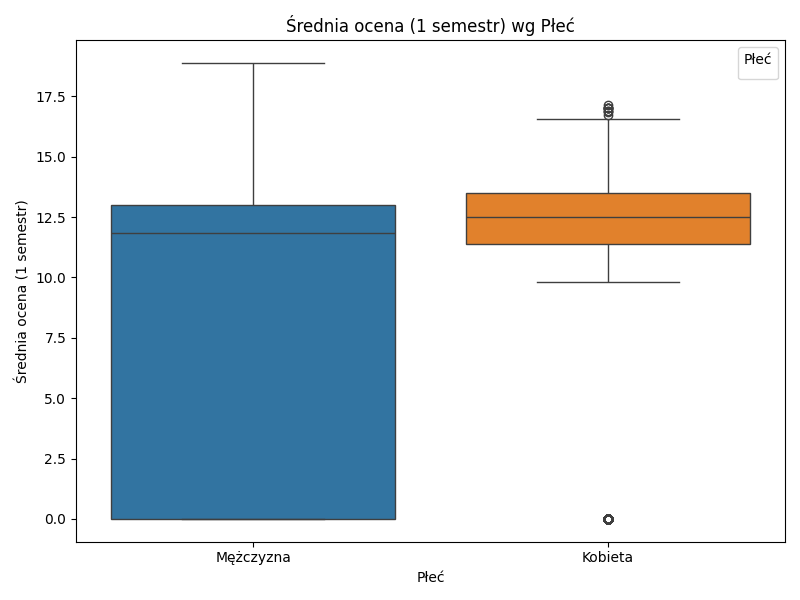 Średnia ocena (1 semestr) wg Płeć
Płeć
17.5
15.0
12.5
10.0
7.5
5.0
2.5
0.0
Średnia ocena (1 semestr)
Mężczyzna
Kobieta
Płeć